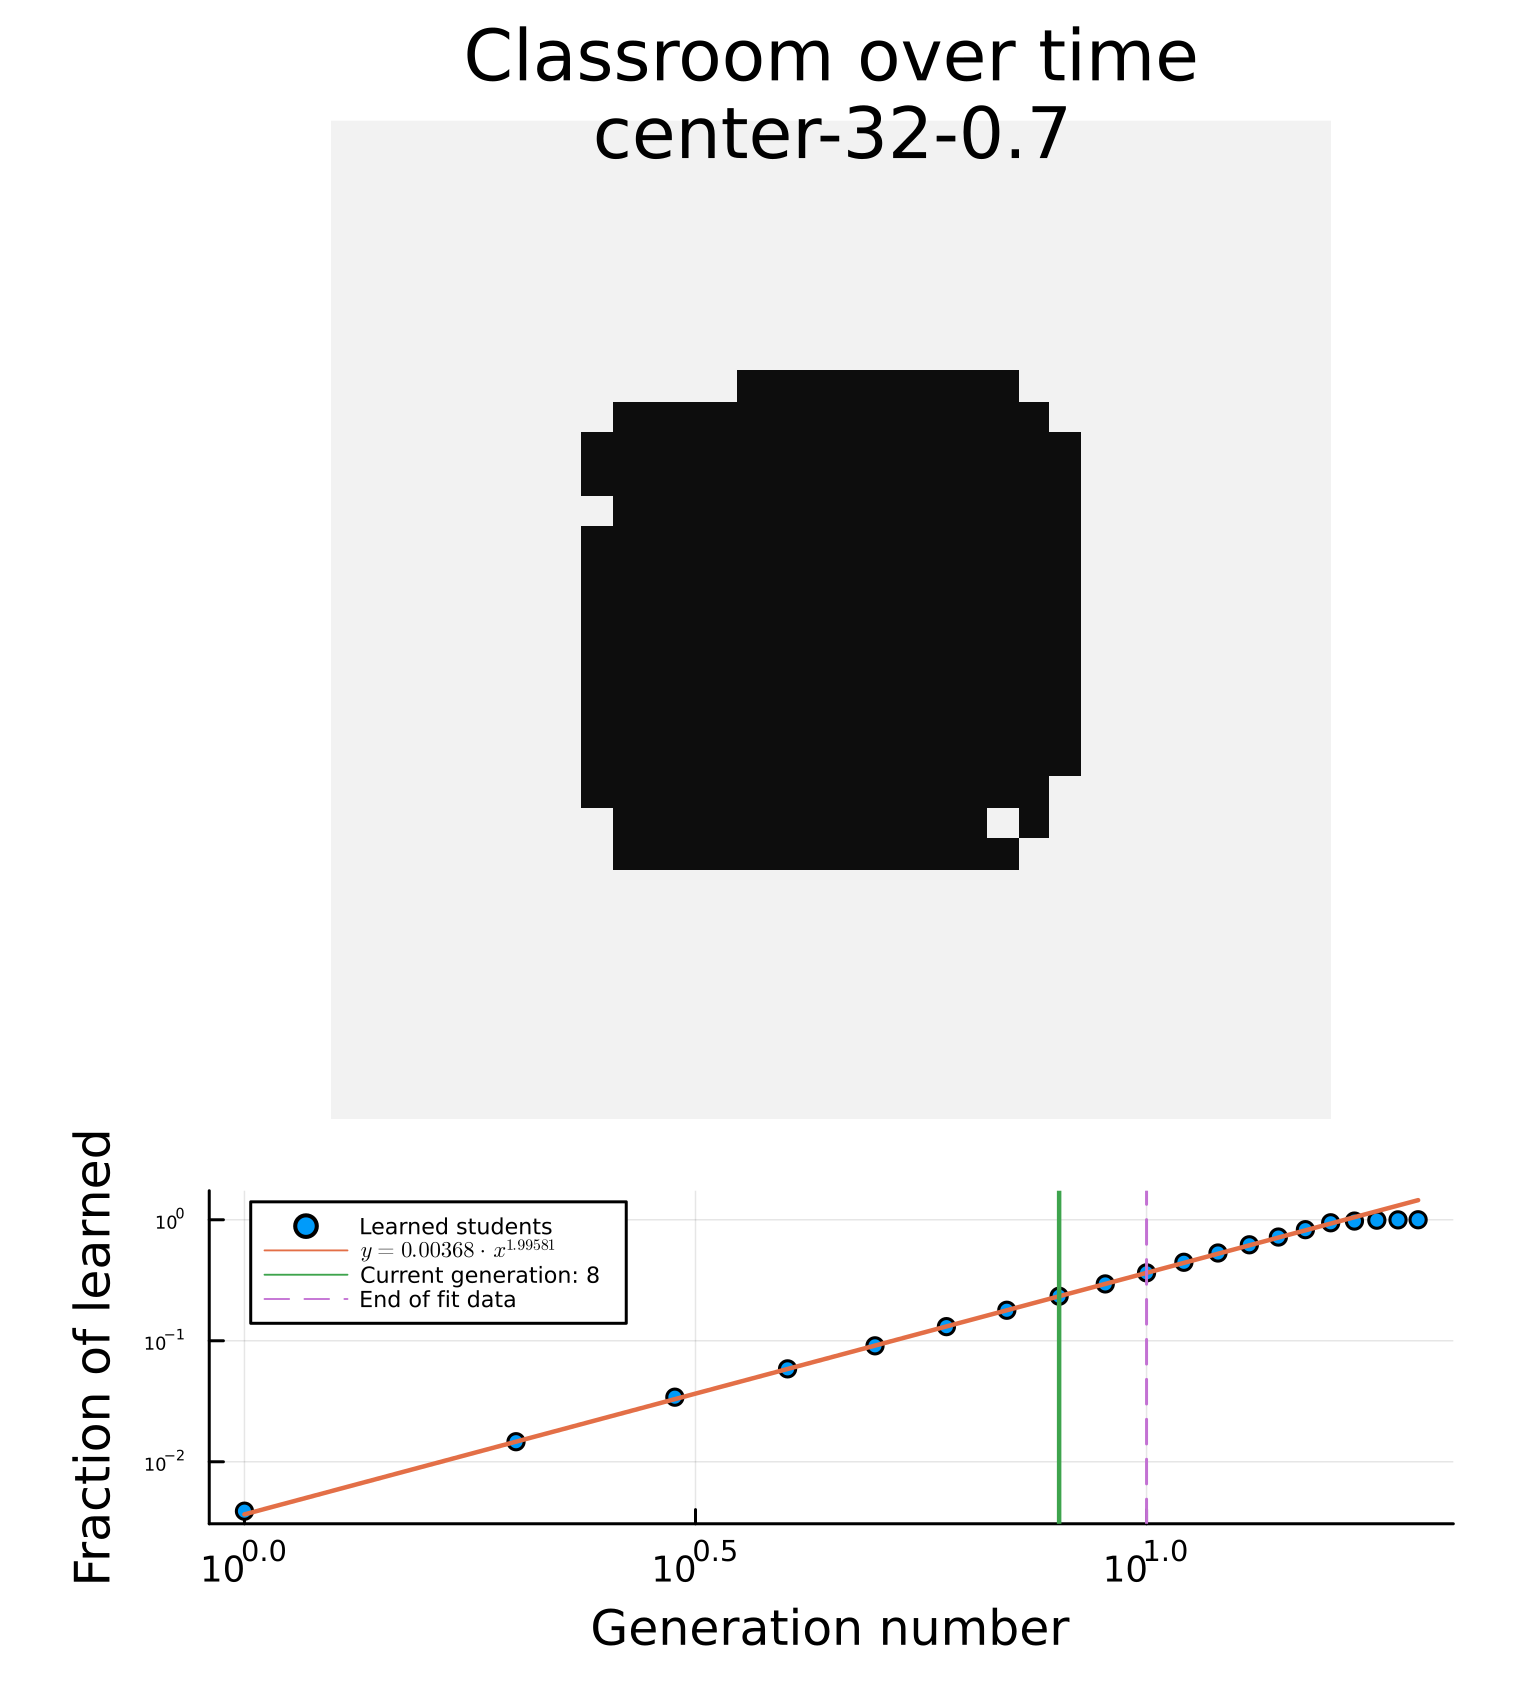 Classroom over time
center-32-0.7
Fraction of learned
10^0
10^−1
10^−2
Learned students
y = 0.00368 · x^1.99581
Current generation: 8
End of fit data
10^0.0
10^0.5
10^1.0
Generation number